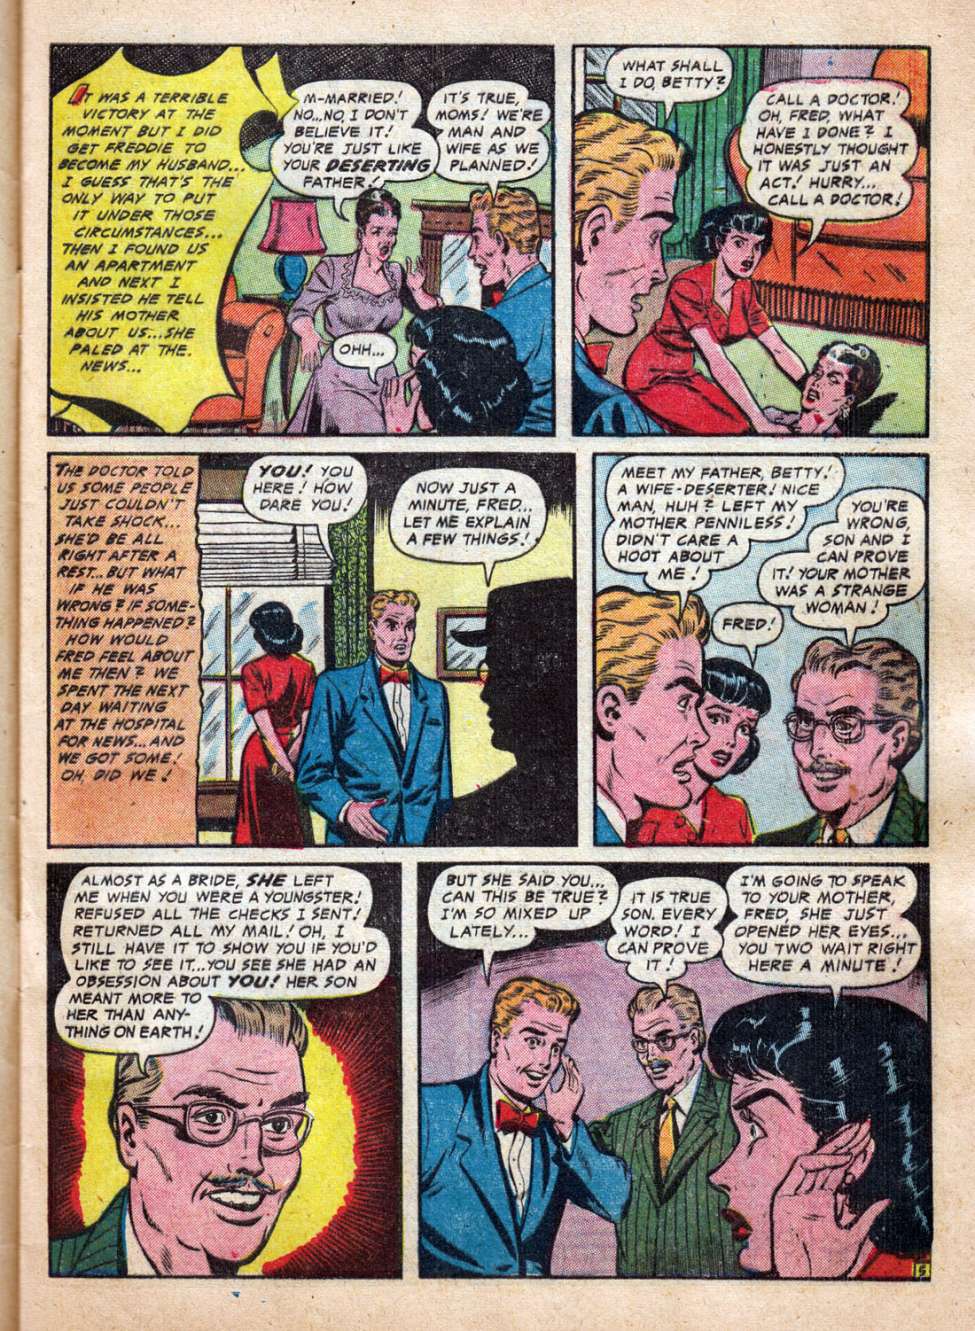 IT WAS A TERRIBLE
VICTORY AT THE
MOMENT BUT I DID
GET FREDDIE TO
BECOME MY HUSBAND...
I GUESS THAT'S THE
ONLY WAY TO PUT
IT UNDER THOSE
CIRCUMSTANCES...
THEN I FOUND US
AN APARTMENT
AND NEXT I
INSISTED HE TELL
HIS MOTHER
ABOUT US...SHE
PALED AT THE.
NEWS...
M-MARRIED!
NO...NO, I DON'T
BELIEVE IT!
YOU'RE JUST LIKE
YOUR DESERTING
FATHER!
IT'S TRUE,
MOMS! WE'RE
MAN AND
WIFE AS WE
PLANNED!
OHH...
WHAT SHALL
I DO, BETTY?
CALL A DOCTOR!
OH, FRED, WHAT
HAVE I DONE? I
HONESTLY THOUGHT
IT WAS JUST AN
ACT! HURRY...
CALL A DOCTOR!
THE DOCTOR TOLD
US SOME PEOPLE
JUST COULDN'T
TAKE SHOCK...
SHE'D BE ALL
RIGHT AFTER A
REST...BUT WHAT
IF HE WAS
WRONG? IF SOME-
THING HAPPENED?
HOW WOULD
FRED FEEL ABOUT
ME THEN? WE
SPENT THE NEXT
DAY WAITING
AT THE HOSPITAL
FOR NEWS...AND
WE GOT SOME!
OH, DID WE!
YOU! YOU
HERE! HOW
DARE YOU!
NOW JUST A
MINUTE, FRED...
LET ME EXPLAIN
A FEW THINGS!
MEET MY FATHER, BETTY!
A WIFE-DESERTER! NICE
MAN, HUH? LEFT MY
MOTHER PENNILESS!
DIDN'T CARE A
HOOT ABOUT
ME!
FRED!
YOU'RE
WRONG,
SON AND I
CAN PROVE
IT! YOUR MOTHER
WAS A STRANGE
WOMAN!
ALMOST AS A BRIDE, SHE LEFT
ME WHEN YOU WERE A YOUNGSTER!
REFUSED ALL THE CHECKS I SENT!
RETURNED ALL MY MAIL! OH, I
STILL HAVE IT TO SHOW YOU IF YOU'D
LIKE TO SEE IT...YOU SEE SHE HAD AN
OBSESSION ABOUT YOU! HER SON
MEANT MORE TO
HER THAN ANY-
THING ON EARTH!
BUT SHE SAID YOU...
CAN THIS BE TRUE?
I'M SO MIXED UP
LATELY...
IT IS TRUE
SON. EVERY
WORD! I
CAN PROVE
IT!
I'M GOING TO SPEAK
TO YOUR MOTHER,
FRED, SHE JUST
OPENED HER EYES...
YOU TWO WAIT RIGHT
HERE A MINUTE!
5